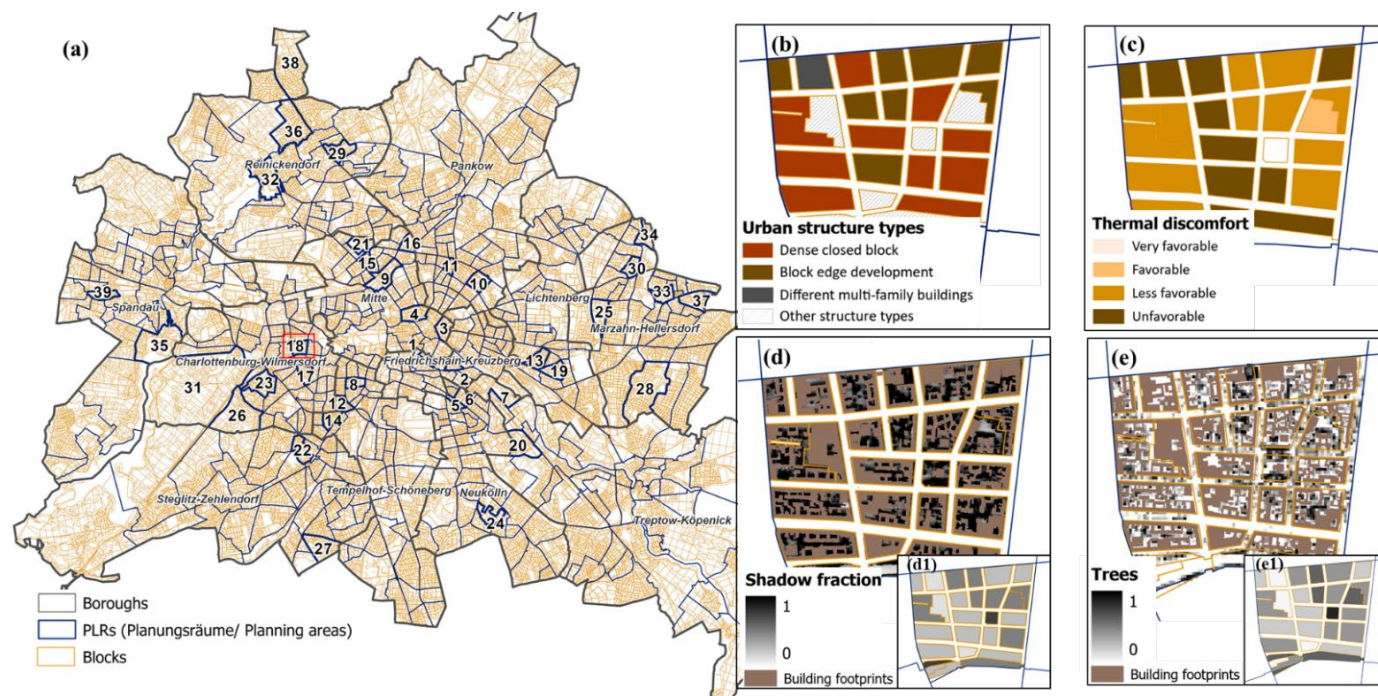 (a)
38
36
29
Reinickendorf
32
Pankow
34
16
21
15
11
30
9
10
33
37
39
Mitte
Lichtenberg
25
Spandau
4
3
Marzahn-Hellersdorf
35
18
1
Charlottenburg-Wilmersdorf
Friedrichshain-Kreuzberg
13
19
31
23
17
8
2
28
26
12
5
6
7
14
20
22
Steglitz-Zehlendorf
Tempelhof-Schöneberg
Neukölln
24
Treptow-Köpenick
27
Boroughs
PLRs (Planungsräume/ Planning areas)
Blocks
(b)
Urban structure types
Dense closed block
Block edge development
Different multi-family buildings
Other structure types
(c)
Thermal discomfort
Very favorable
Favorable
Less favorable
Unfavorable
(d)
Shadow fraction
1
0
Building footprints
(d1)
(e)
Trees
1
0
Building footprints
(e1)